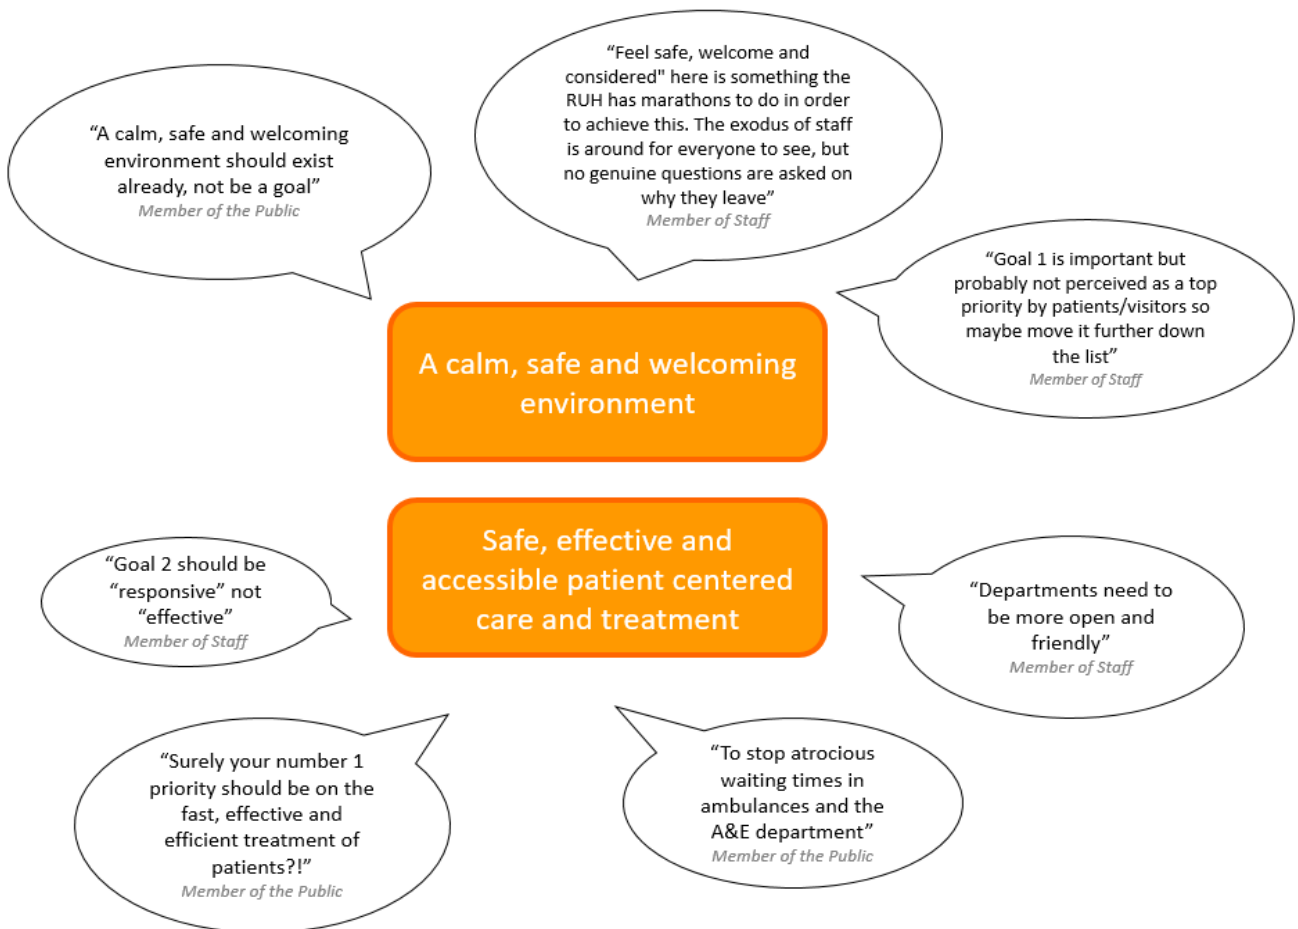 “A calm, safe and welcoming
environment should exist
already, not be a goal”
Member of the Public
“Feel safe, welcome and
considered" here is something the
RUH has marathons to do in order
to achieve this. The exodus of staff
is around for everyone to see, but
no genuine questions are asked on
why they leave”
Member of Staff
“Goal 1 is important but
probably not perceived as a top
priority by patients/visitors so
maybe move it further down
the list”
Member of Staff
A calm, safe and welcoming
environment
Safe, effective and
accessible patient centered
care and treatment
“Goal 2 should be
“responsive” not
“effective”
Member of Staff
“Departments need to
be more open and
friendly”
Member of Staff
“Surely your number 1
priority should be on the
fast, effective and
efficient treatment of
patients?!”
Member of the Public
“To stop atrocious
waiting times in
ambulances and the
A&E department”
Member of the Public